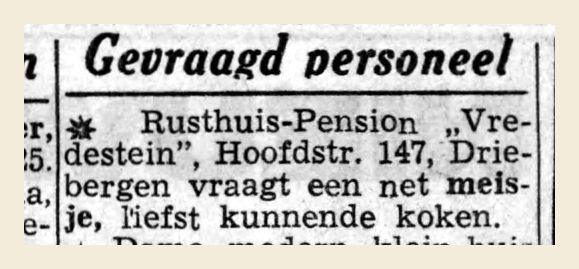 Gevraagd personeel
Rusthuis-Pension „Vre-
destein”, Hoofdstr. 147, Drie-
bergen vraagt een net meis-
je, liefst kunnende koken.